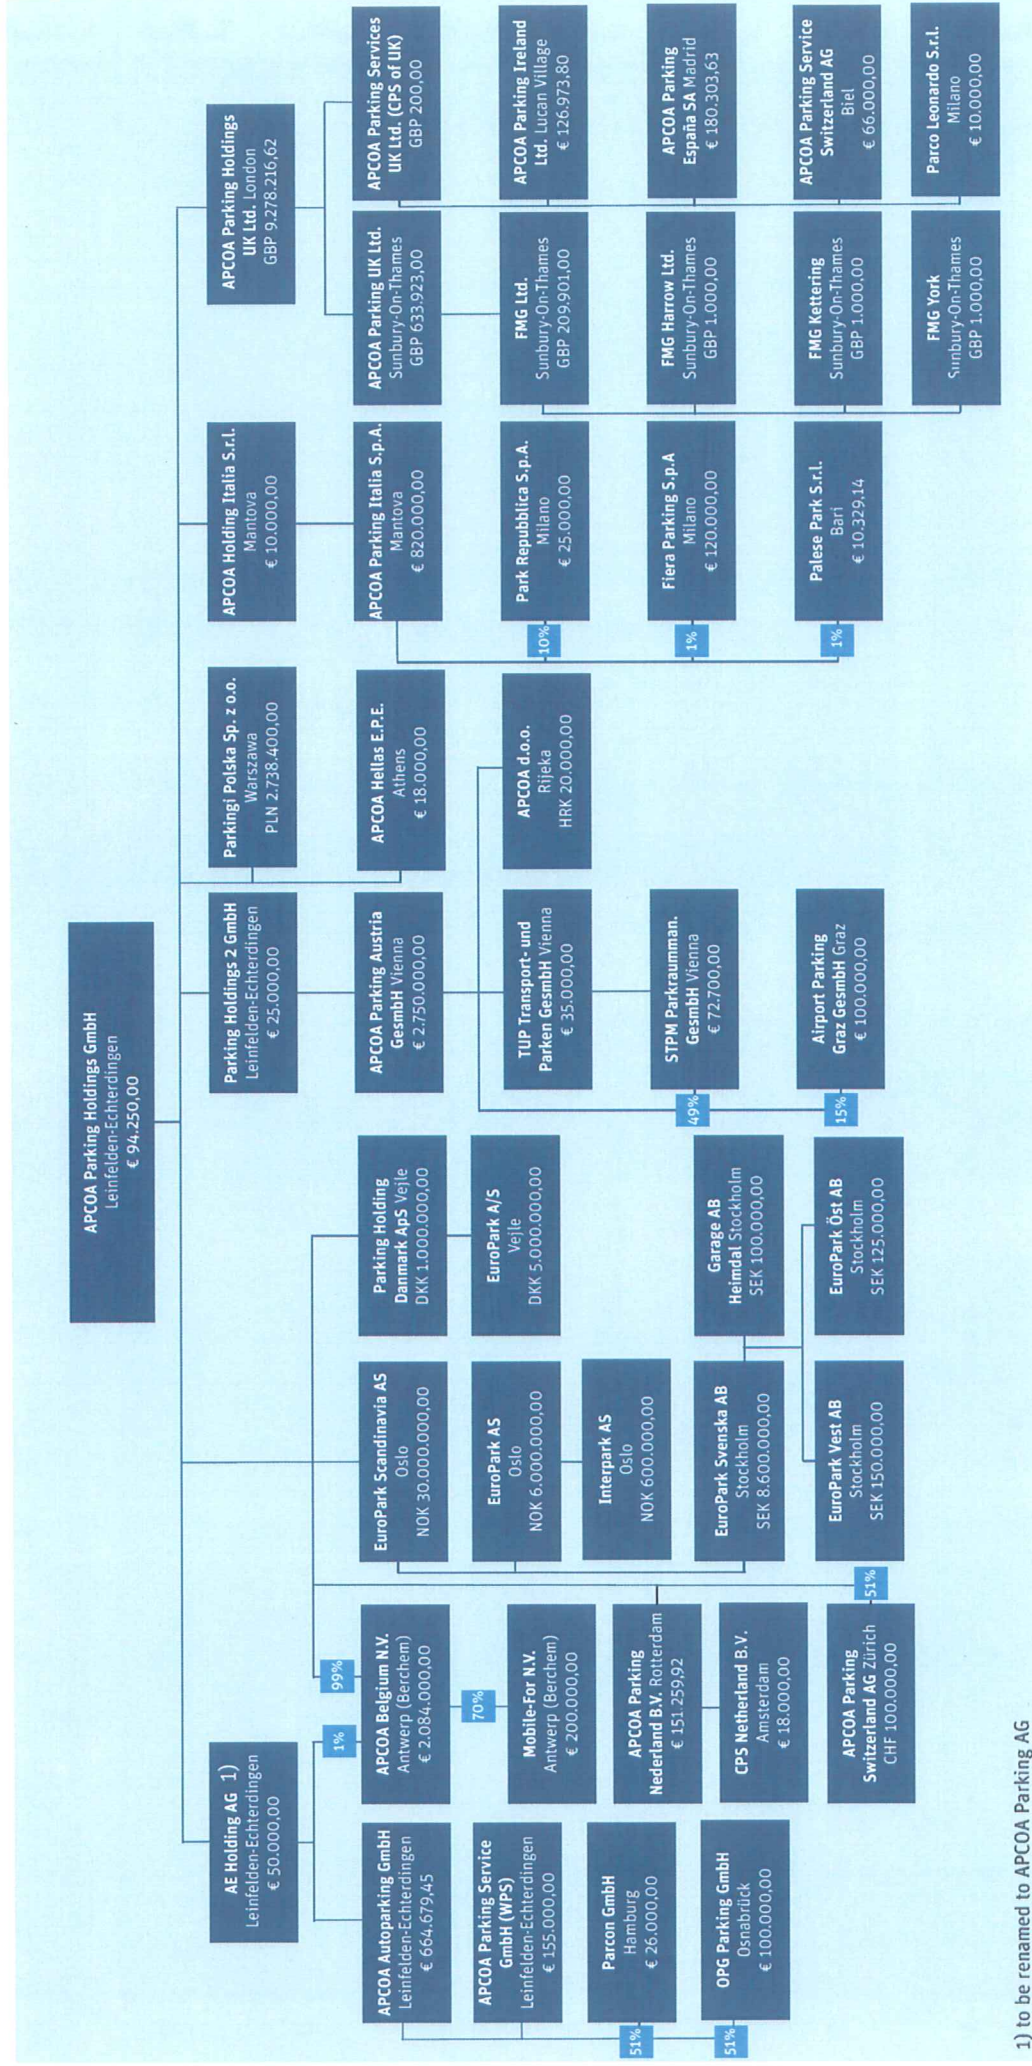 APCOA Parking Holdings GmbH
Leinfelden-Echterdingen
€ 94.250,00
AE Holding AG 1)
Leinfelden-Echterdingen
€ 50.000,00
Parking Holdings 2 GmbH
Leinfelden-Echterdingen
€ 25.000,00
Parkingi Polska Sp. z o.o.
Warszawa
PLN 2.738.400,00
APCOA Holding Italia S.r.l.
Mantova
€ 10.000,00
APCOA Parking Holdings
UK Ltd. London
GBP 9.278.216,62
1%
99%
APCOA Autoparking GmbH
Leinfelden-Echterdingen
€ 664.679,45
APCOA Belgium N.V.
Antwerp (Berchem)
€ 2.084.000,00
EuroPark Scandinavia AS
Oslo
NOK 30.000.000,00
Parking Holding
Danmark ApS Vejle
DKK 1.000.000,00
APCOA Parking Austria
GesmbH Vienna
€ 2.750.000,00
APCOA Hellas E.P.E.
Athens
€ 18.000,00
APCOA Parking Italia S.p.A.
Mantova
€ 820.000,00
APCOA Parking UK Ltd.
Sunbury-On-Thames
GBP 633.923,00
APCOA Parking Services
UK Ltd. (CPS of UK)
GBP 200,00
70%
APCOA Parking Service
GmbH (WPS)
Leinfelden-Echterdingen
€ 155.000,00
Mobile-For N.V.
Antwerp (Berchem)
€ 200.000,00
EuroPark AS
Oslo
NOK 6.000.000,00
EuroPark A/S
Vejle
DKK 5.000.000,00
TUP Transport- und
Parken GesmbH Vienna
€ 35.000,00
APCOA d.o.o.
Rijeka
HRK 20.000,00
10%
Park Repubblica S.p.A.
Milano
€ 25.000,00
FMG Ltd.
Sunbury-On-Thames
GBP 209.901,00
APCOA Parking Ireland
Ltd. Lucan Village
€ 126.973,80
51%
Parcon GmbH
Hamburg
€ 26.000,00
APCOA Parking
Nederland B.V. Rotterdam
€ 151.259,92
Interpark AS
Oslo
NOK 600.000,00
49%
STPM Parkrauman.
GesmbH Vienna
€ 72.700,00
1%
Fiera Parking S.p.A
Milano
€ 120.000,00
FMG Harrow Ltd.
Sunbury-On-Thames
GBP 1.000,00
APCOA Parking
España SA Madrid
€ 180.303,63
51%
OPG Parking GmbH
Osnabrück
€ 100.000,00
CPS Netherland B.V.
Amsterdam
€ 18.000,00
EuroPark Svenska AB
Stockholm
SEK 8.600.000,00
Garage AB
Heimdal Stockholm
SEK 100.000,00
15%
Airport Parking
Graz GesmbH Graz
€ 100.000,00
1%
Palese Park S.r.l.
Bari
€ 10.329,14
FMG Kettering
Sunbury-On-Thames
GBP 1.000,00
APCOA Parking Service
Switzerland AG
Biel
€ 66.000,00
APCOA Parking
Switzerland AG Zürich
CHF 100.000,00
51%
EuroPark Vest AB
Stockholm
SEK 150.000,00
EuroPark Öst AB
Stockholm
SEK 125.000,00
FMG York
Sunbury-On-Thames
GBP 1.000,00
Parco Leonardo S.r.l.
Milano
€ 10.000,00
1) to be renamed to APCOA Parking AG